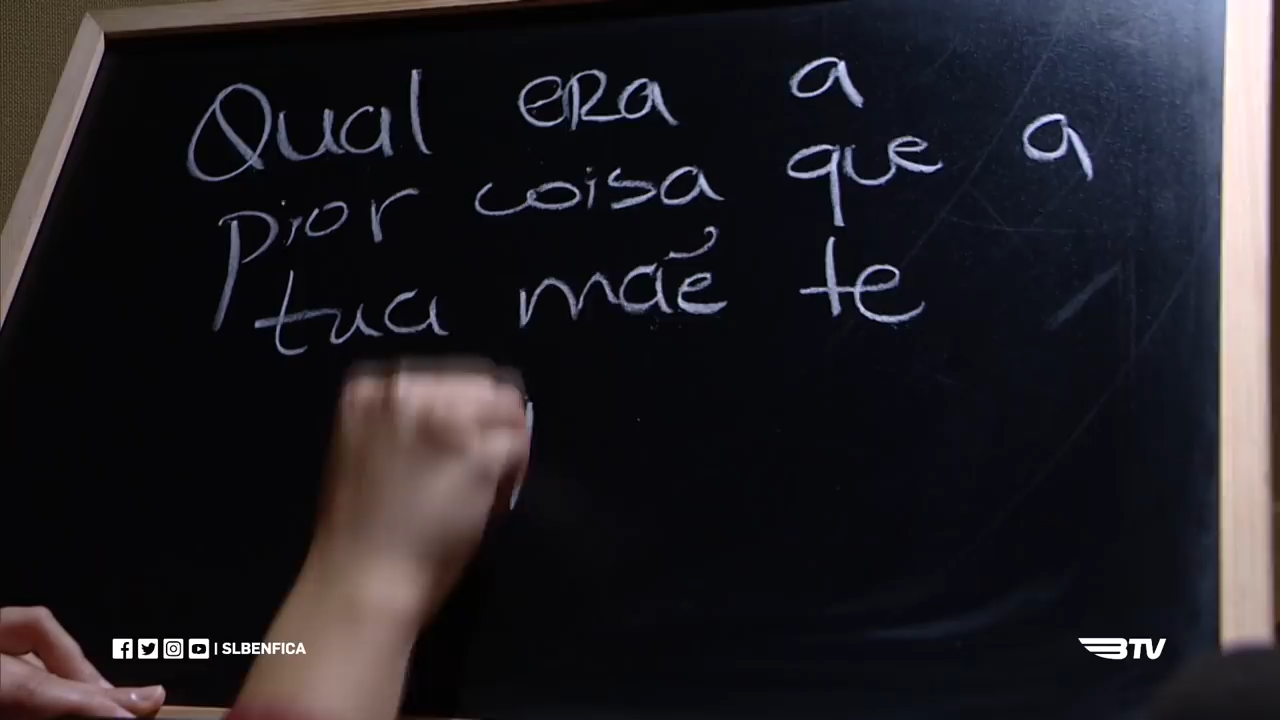 Qual era a
pior coisa que a
tua mãe te
| SLBENFICA
BTV